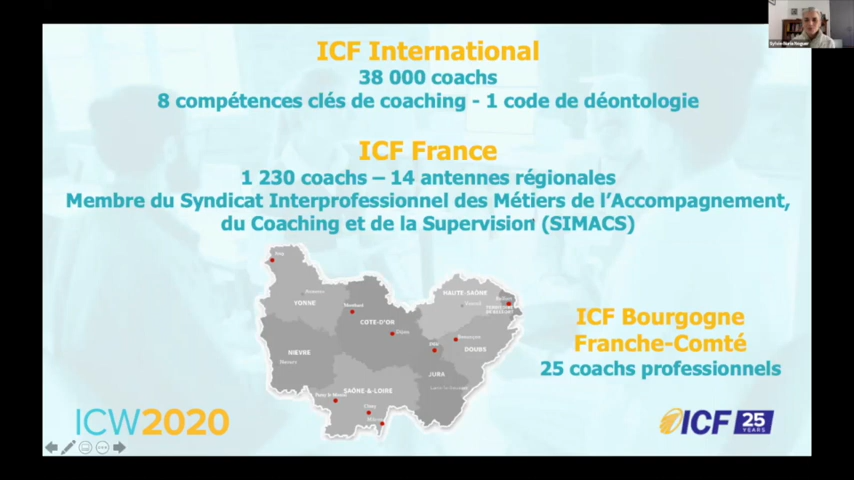 ICF International
38 000 coachs
8 compétences clés de coaching - 1 code de déontologie
ICF France
1 230 coachs – 14 antennes régionales
Membre du Syndicat Interprofessionnel des Métiers de l'Accompagnement,
du Coaching et de la Supervision (SIMACS)
YONNE
HAUTE-SAÔNE
COTE-D'OR
NIEVRE
DOUBS
JURA
SAÔNE & LOIRE
ICF Bourgogne
Franche-Comté
25 coachs professionnels
ICW2020
ICF 25
YEARS